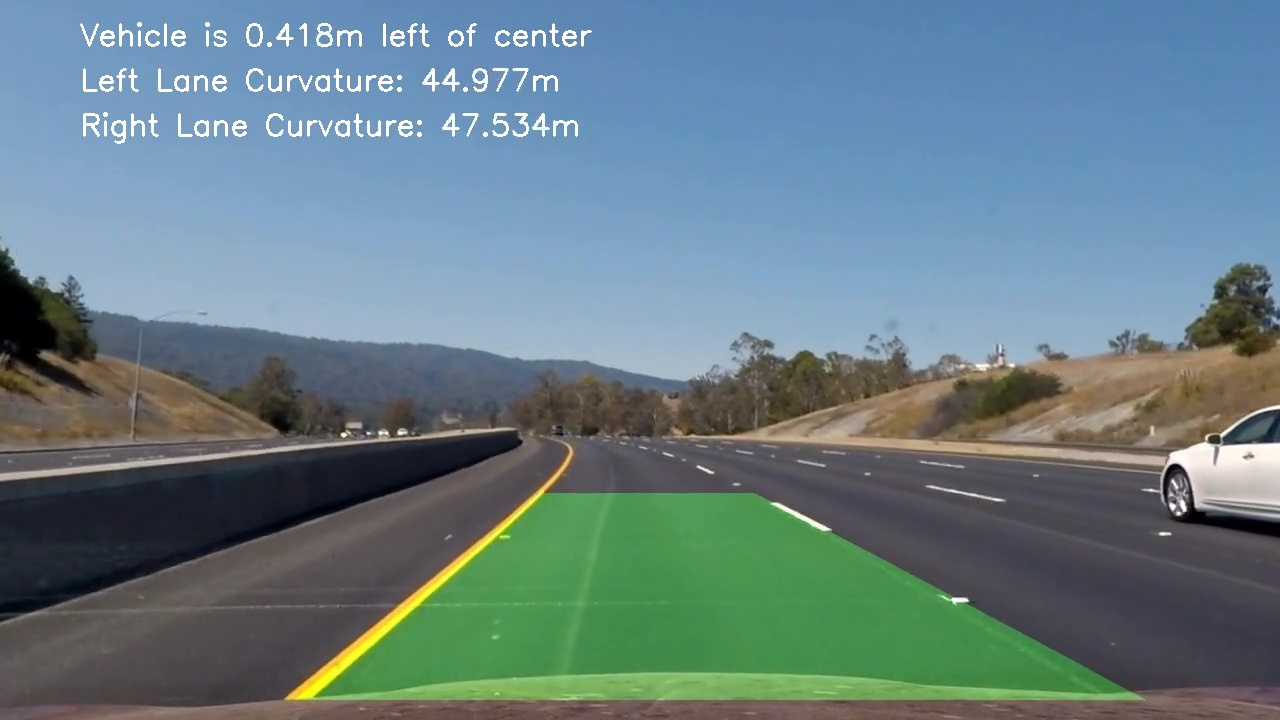 Vehicle is 0.418m left of center
Left Lane Curvature: 44.977m
Right Lane Curvature: 47.534m